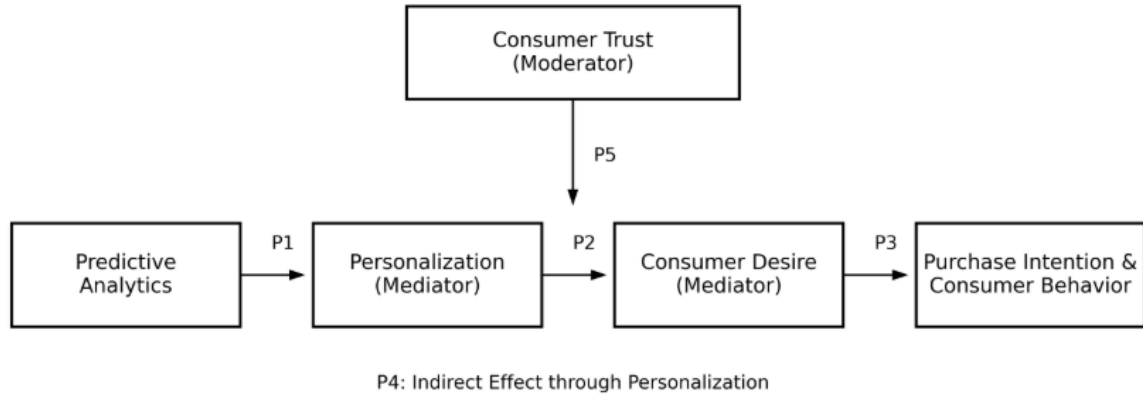 Consumer Trust
(Moderator)
P5
P1
P2
P3
Predictive
Analytics
Personalization
(Mediator)
Consumer Desire
(Mediator)
Purchase Intention &
Consumer Behavior
P4: Indirect Effect through Personalization